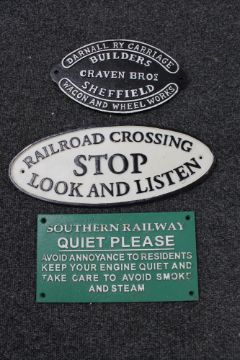 DARNALL RY CARRIAGE
BUILDERS
CRAVEN BROS
SHEFFIELD
WAGON AND WHEEL WORKS
RAILROAD CROSSING
STOP
LOOK AND LISTEN
SOUTHERN RAILWAY
QUIET PLEASE
AVOID ANNOYANCE TO RESIDENTS
KEEP YOUR ENGINE QUIET AND
TAKE CARE TO AVOID SMOKE
AND STEAM